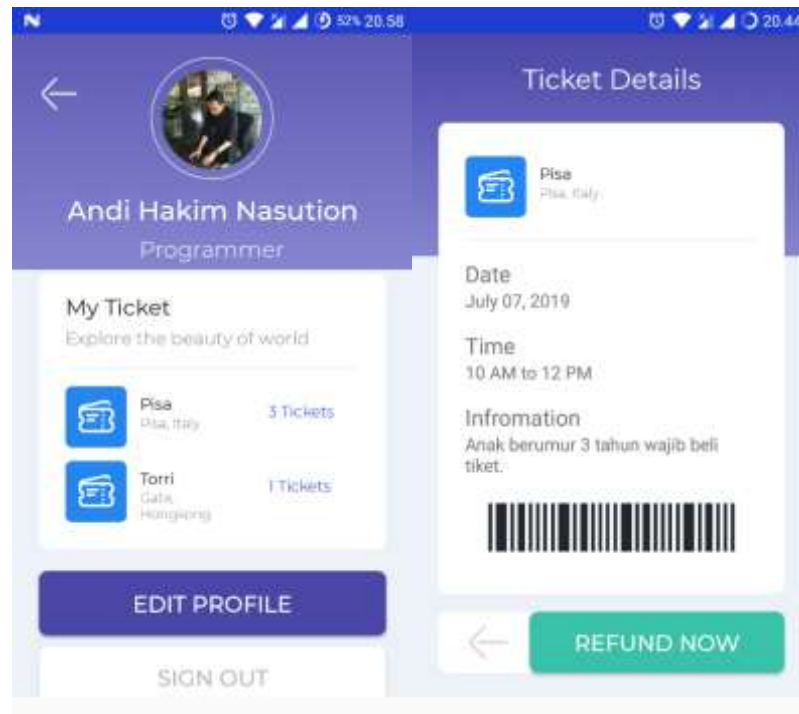 52% 20.58
Andi Hakim Nasution
Programmer
My Ticket
Explore the beauty of world
Pisa
Pisa, Italy
3 Tickets
Torri
Gate,
Hongkong
1 Tickets
EDIT PROFILE
SIGN OUT
20.44
Ticket Details
Pisa
Pisa, Italy
Date
July 07, 2019
Time
10 AM to 12 PM
Infromation
Anak berumur 3 tahun wajib beli
tiket.
REFUND NOW